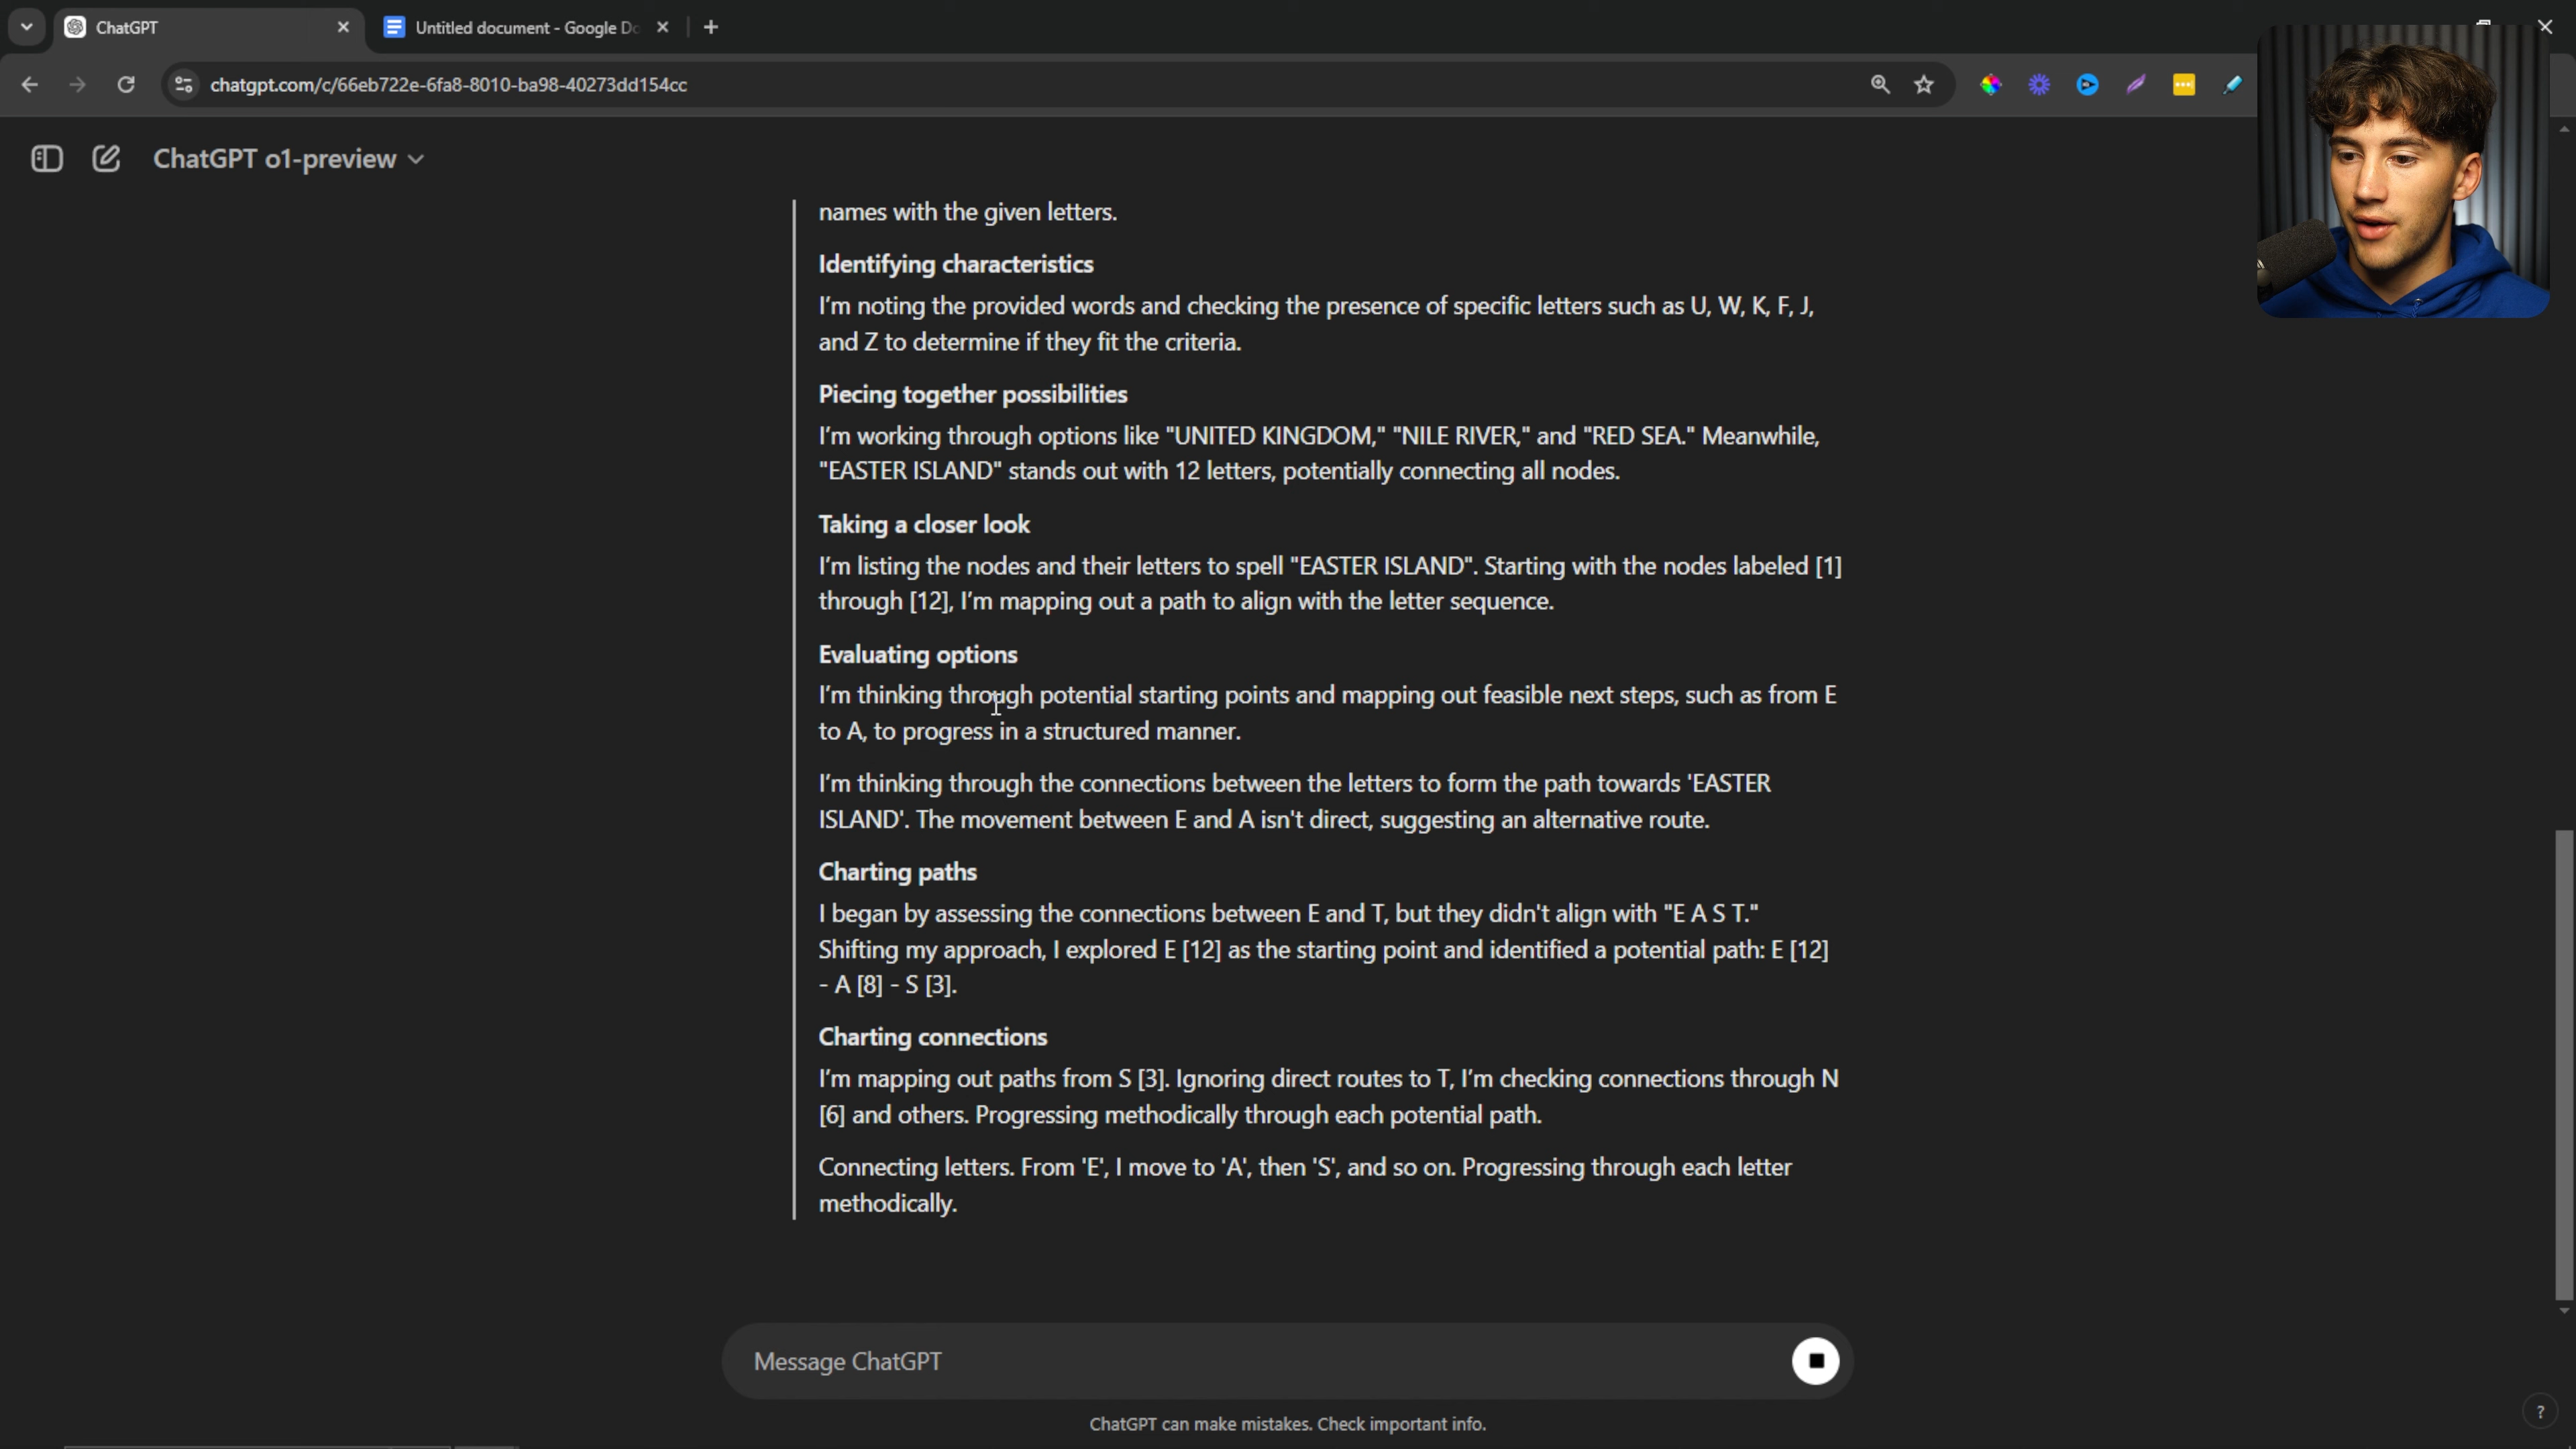 ChatGPT
Untitled document - Google Do
chatgpt.com/c/66eb722e-6fa8-8010-ba98-40273dd154cc
ChatGPT o1-preview
names with the given letters.
Identifying characteristics
I'm noting the provided words and checking the presence of specific letters such as U, W, K, F, J,
and Z to determine if they fit the criteria.
Piecing together possibilities
I'm working through options like "UNITED KINGDOM," "NILE RIVER," and "RED SEA." Meanwhile,
"EASTER ISLAND" stands out with 12 letters, potentially connecting all nodes.
Taking a closer look
I'm listing the nodes and their letters to spell "EASTER ISLAND". Starting with the nodes labeled [1]
through [12], I'm mapping out a path to align with the letter sequence.
Evaluating options
I'm thinking through potential starting points and mapping out feasible next steps, such as from E
to A, to progress in a structured manner.
I'm thinking through the connections between the letters to form the path towards 'EASTER
ISLAND'. The movement between E and A isn't direct, suggesting an alternative route.
Charting paths
I began by assessing the connections between E and T, but they didn't align with "E A S T."
Shifting my approach, I explored E [12] as the starting point and identified a potential path: E [12]
- A [8] - S [3].
Charting connections
I'm mapping out paths from S [3]. Ignoring direct routes to T, I'm checking connections through N
[6] and others. Progressing methodically through each potential path.
Connecting letters. From 'E', I move to 'A', then 'S', and so on. Progressing through each letter
methodically.
Message ChatGPT
ChatGPT can make mistakes. Check important info.
?